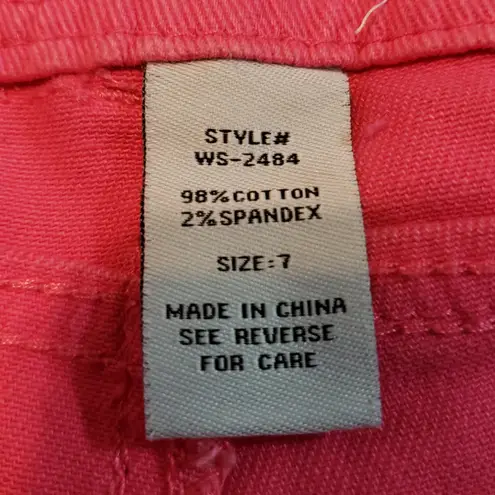 STYLE#
WS-2484
98%COTTON
2%SPANDEX
SIZE:7
MADE IN CHINA
SEE REVERSE
FOR CARE